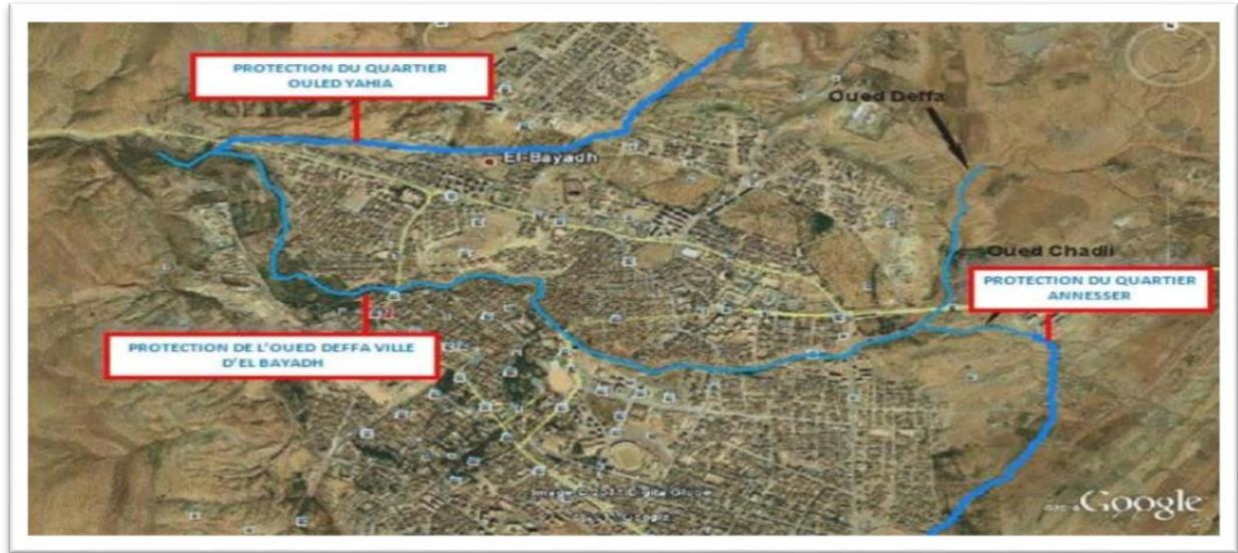 PROTECTION DU QUARTIER
OULED YAHIA
Oued Deffa
El-Bayadh
Oued Chadli
PROTECTION DU QUARTIER
ANNESSER
PROTECTION DE L'OUED DEFFA VILLE
D'EL BAYADH
Google